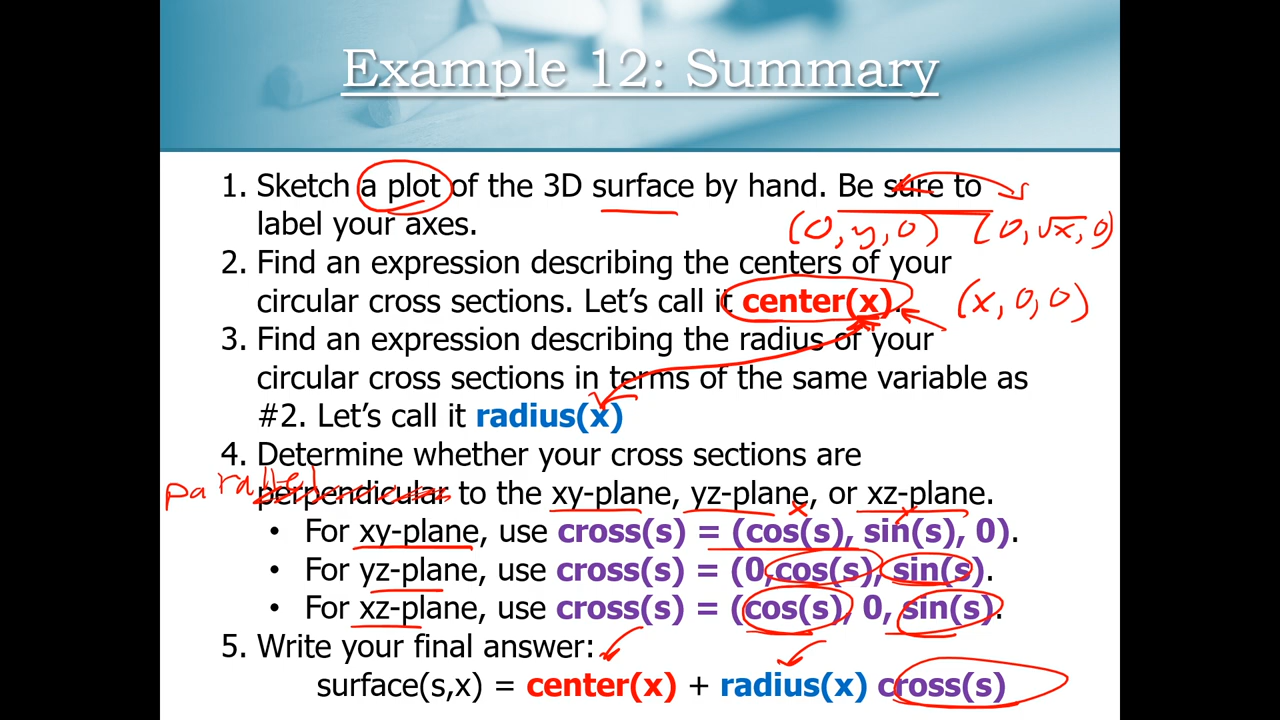 Example 12: Summary
1. Sketch a plot of the 3D surface by hand. Be sure to
label your axes.
(0, y, 0) (0, √x, 0)
2. Find an expression describing the centers of your
circular cross sections. Let's call it center(x).
(x, 0, 0)
3. Find an expression describing the radius of your
circular cross sections in terms of the same variable as
#2. Let's call it radius(x)
4. Determine whether your cross sections are
parallel
perpendicular to the xy-plane, yz-plane, or xz-plane.
• For xy-plane, use cross(s) = (cos(s), sin(s), 0).
• For yz-plane, use cross(s) = (0,cos(s), sin(s).
• For xz-plane, use cross(s) = (cos(s), 0, sin(s).
5. Write your final answer:
surface(s,x) = center(x) + radius(x) cross(s)